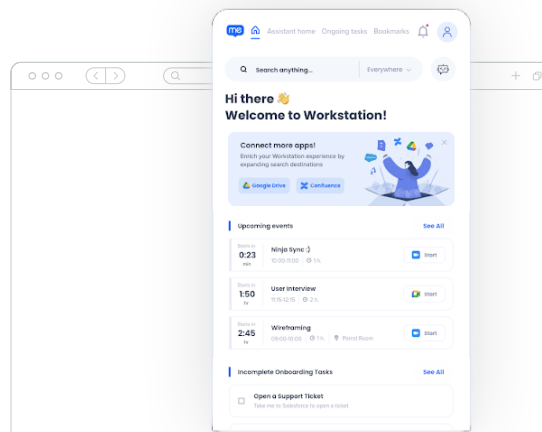 me
Assistant home Ongoing tasks Bookmarks
Search anything... Everywhere
Hi there 👋
Welcome to Workstation!
Connect more apps!
Enrich your Workstation experience by
expanding search destinations
Google Drive Confluence
Upcoming events See All
Starts in
0:23
min
Ninja Sync :)
10:00-11:00 1 h
Start
Starts in
1:50
hr
User Interview
11:15-12:15 2 h
Start
Starts in
2:45
hr
Wireframing
09:00-10:00 1 h Parrot Room
Start
Incomplete Onboarding Tasks See All
Open a Support Ticket
Take me to Salesforce to open a ticket